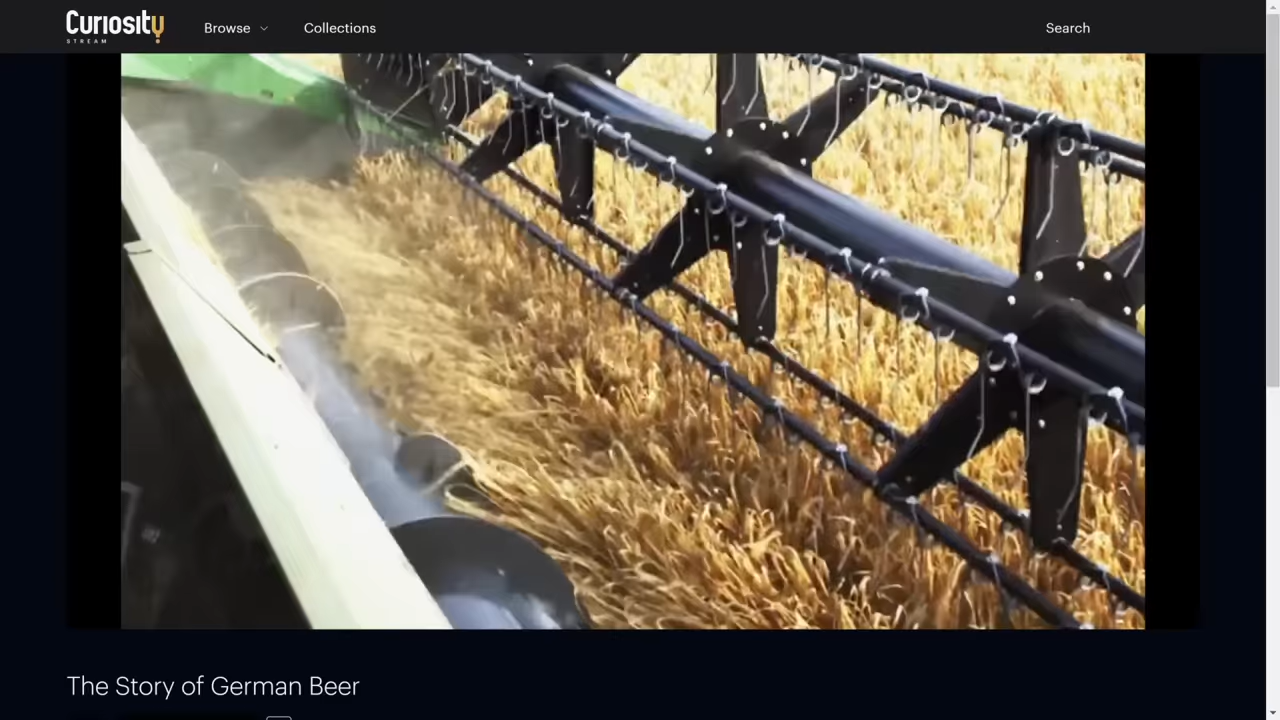 Curiosity
STREAM
Browse
Collections
Search
The Story of German Beer